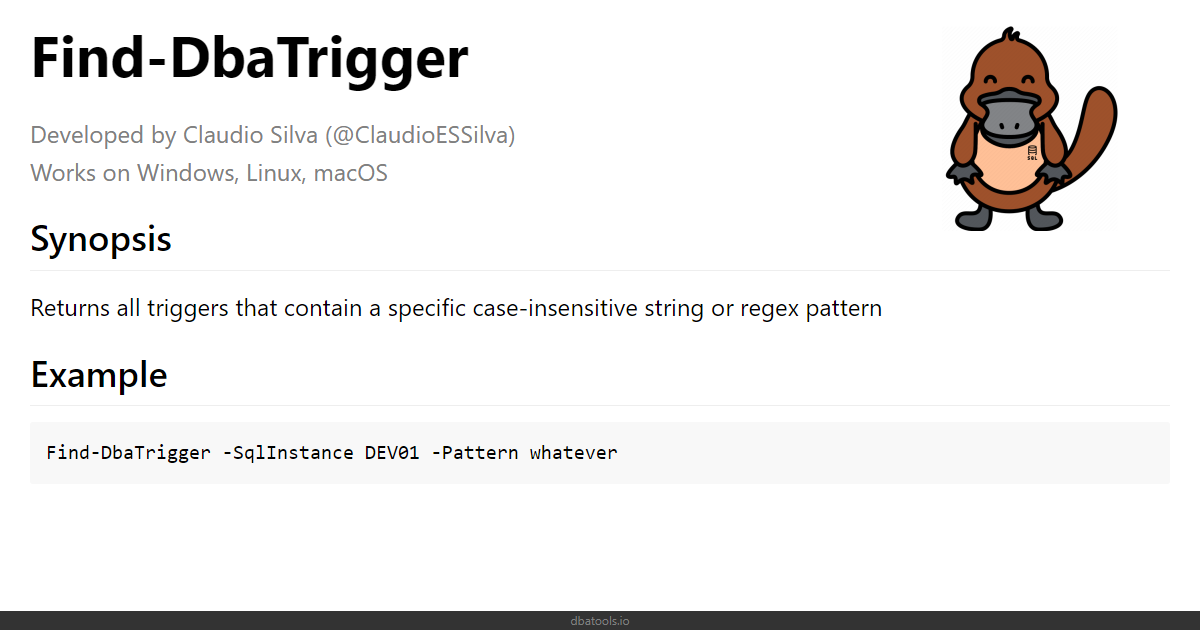 Find-DbaTrigger
Developed by Claudio Silva (@ClaudioESSilva)
Works on Windows, Linux, macOS
SQL
Synopsis
Returns all triggers that contain a specific case-insensitive string or regex pattern
Example
Find-DbaTrigger -SqlInstance DEV01 -Pattern whatever
dbatools.io